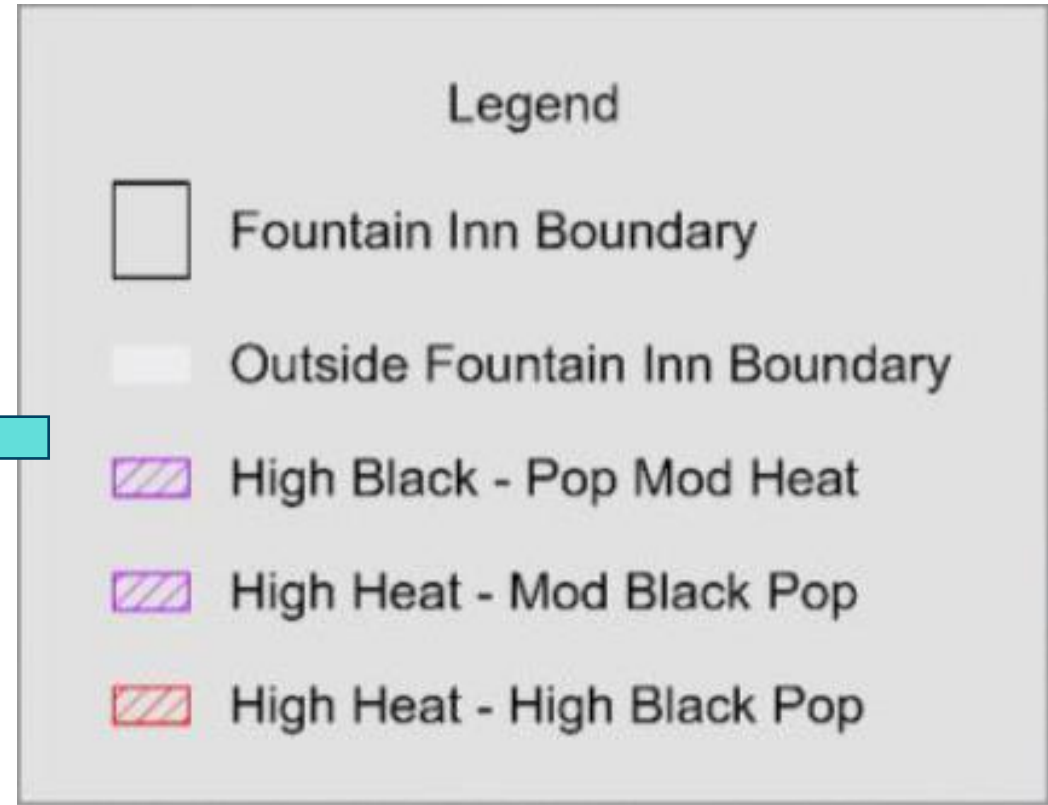 Legend
Fountain Inn Boundary
Outside Fountain Inn Boundary
High Black - Pop Mod Heat
High Heat - Mod Black Pop
High Heat - High Black Pop